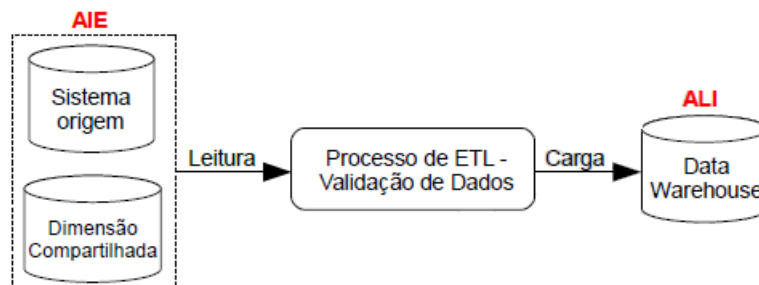 AIE
Sistema
origem
Dimensão
Compartilhada
Leitura
Processo de ETL -
Validação de Dados
Carga
ALI
Data
Warehouse